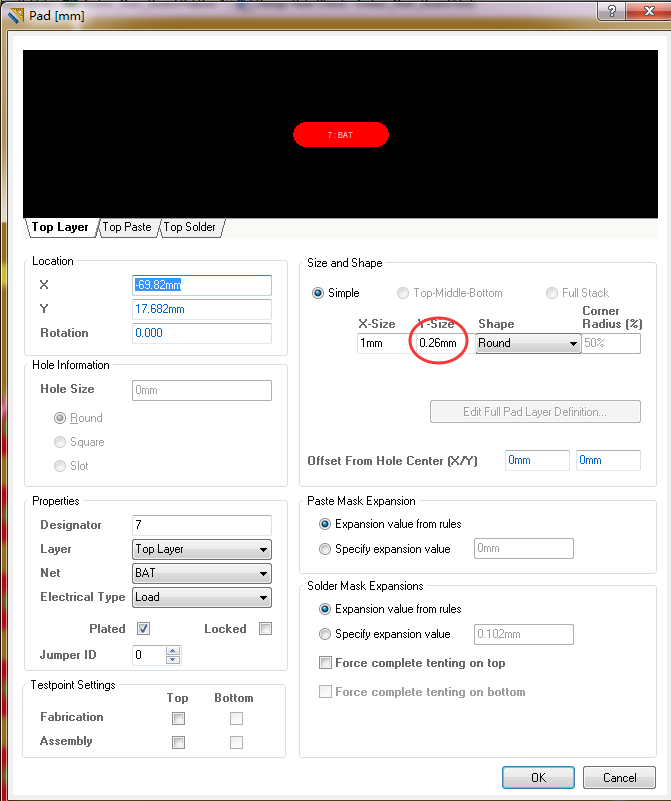 Pad [mm]
?
7 : BAT
Top Layer Top Paste Top Solder
Location
X -69.82mm
Y 17.682mm
Rotation 0.000
Hole Information
Hole Size 0mm
Round
Square
Slot
Properties
Designator 7
Layer Top Layer
Net BAT
Electrical Type Load
Plated Locked
Jumper ID 0
Testpoint Settings
Top Bottom
Fabrication
Assembly
Size and Shape
Simple Top-Middle-Bottom Full Stack
X-Size Y-Size Shape Corner Radius (%)
1mm 0.26mm Round 50%
Edit Full Pad Layer Definition...
Offset From Hole Center (X/Y) 0mm 0mm
Paste Mask Expansion
Expansion value from rules
Specify expansion value 0mm
Solder Mask Expansions
Expansion value from rules
Specify expansion value 0.102mm
Force complete tenting on top
Force complete tenting on bottom
OK Cancel